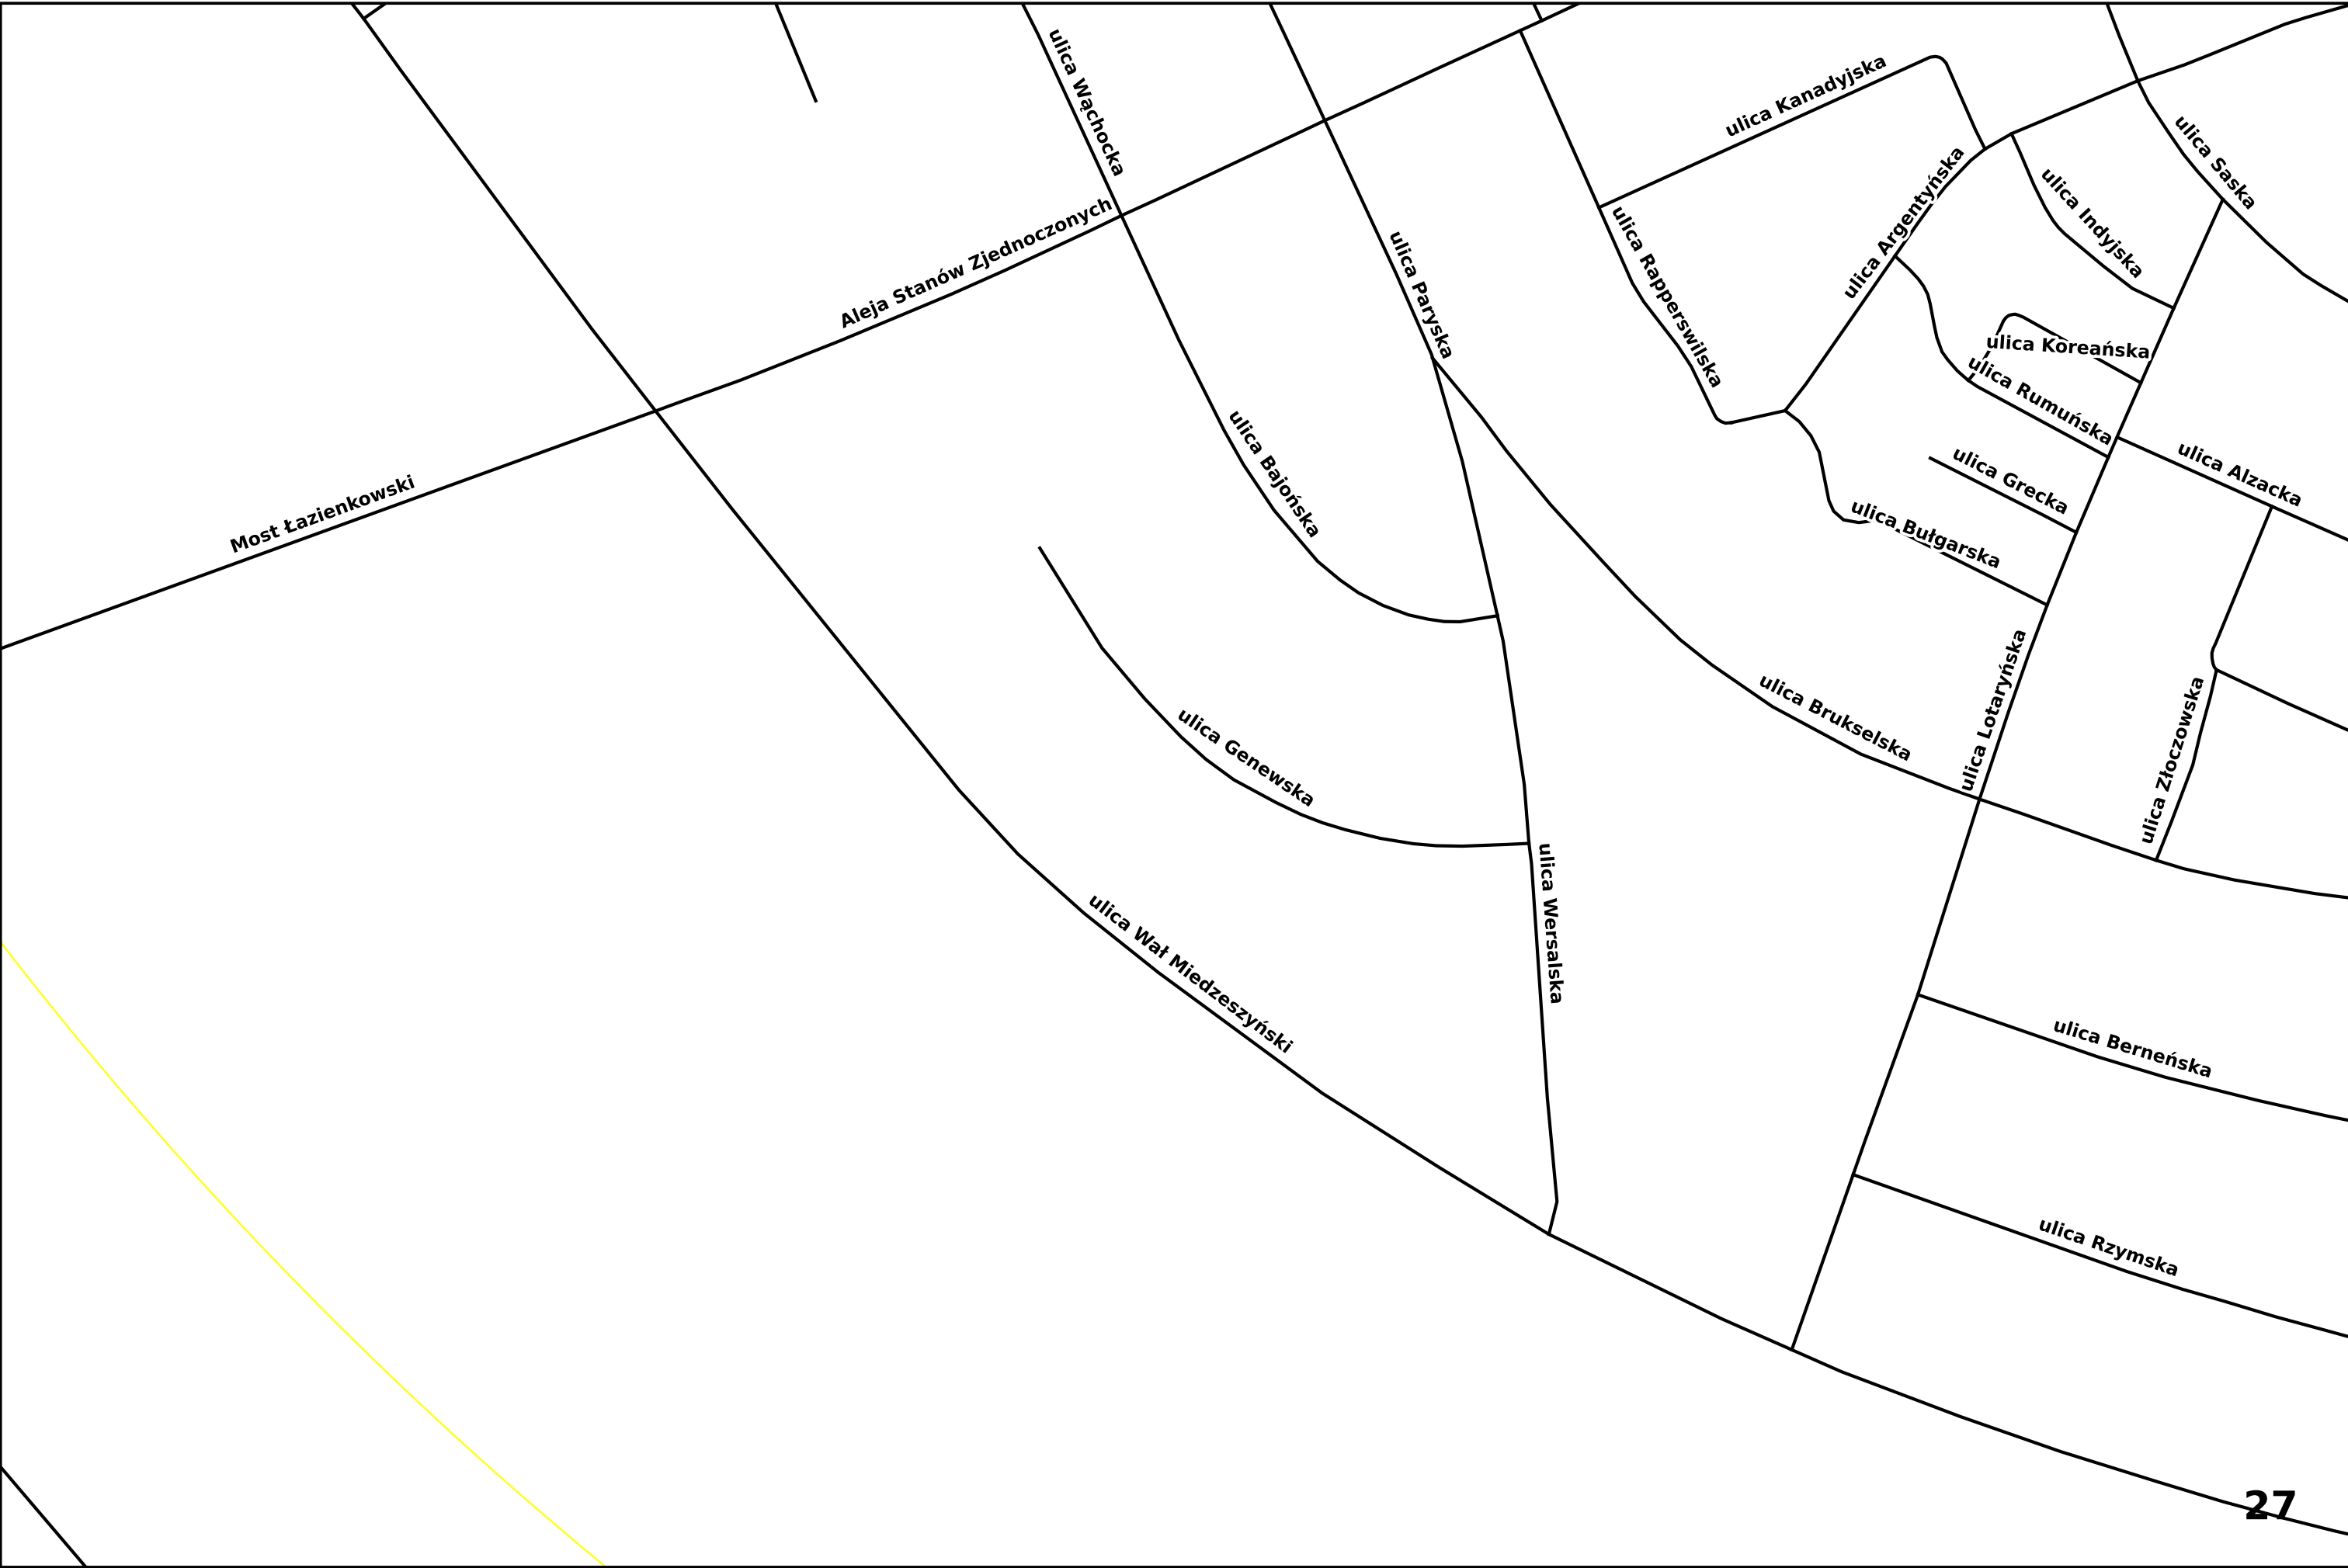 ulica Wąchocka
ulica Kanadyjska
ulica Saska
ulica Argentyńska
ulica Indyjska
Aleja Stanów Zjednoczonych
ulica Paryska
ulica Rapperswilska
ulica Koreańska
ulica Rumuńska
ulica Bajońska
ulica Alzacka
ulica Grecka
Most Łazienkowski
ulica Bułgarska
ulica Lotaryńska
ulica Brukselska
ulica Złoczowska
ulica Genewska
ulica Wersalska
ulica Wał Miedzeszyński
ulica Berneńska
ulica Rzymska
27